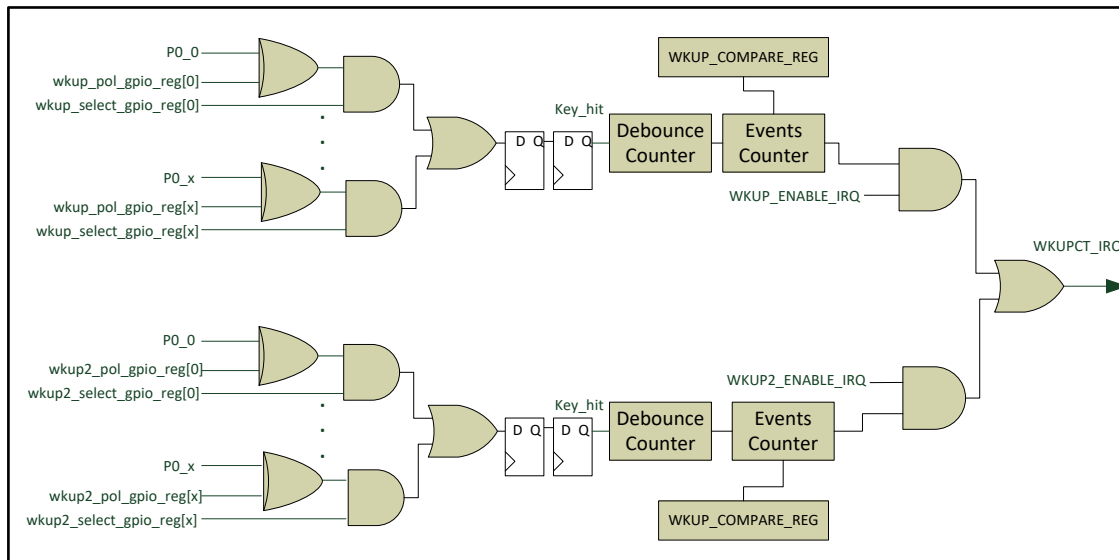 P0_0
wkup_pol_gpio_reg[0]
wkup_select_gpio_reg[0]
P0_x
wkup_pol_gpio_reg[x]
wkup_select_gpio_reg[x]
D Q
D Q
Key_hit
Debounce
Counter
WKUP_COMPARE_REG
Events
Counter
WKUP_ENABLE_IRQ
WKUPCT_IRQ
P0_0
wkup2_pol_gpio_reg[0]
wkup2_select_gpio_reg[0]
P0_x
wkup2_pol_gpio_reg[x]
wkup2_select_gpio_reg[x]
D Q
D Q
Key_hit
Debounce
Counter
WKUP2_ENABLE_IRQ
Events
Counter
WKUP_COMPARE_REG